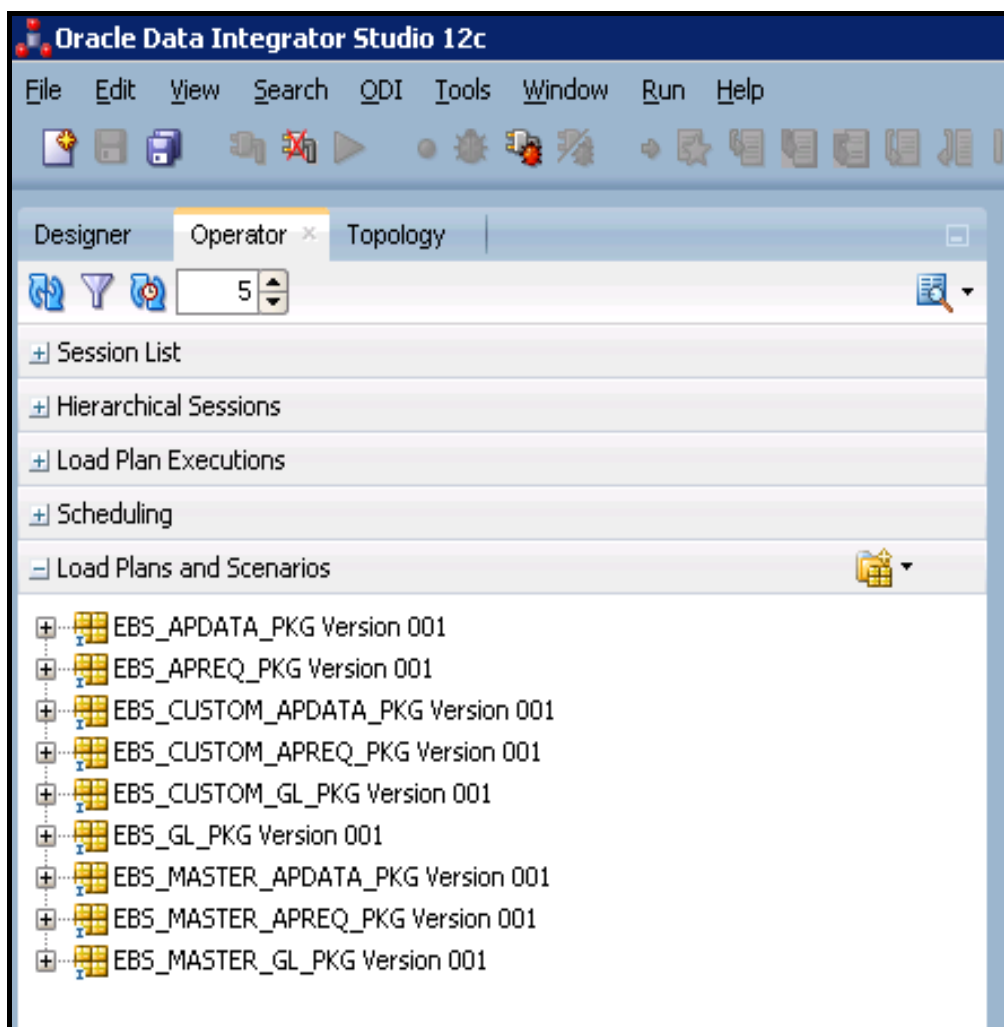 Oracle Data Integrator Studio 12c
File Edit View Search ODI Tools Window Run Help
Designer Operator Topology
5
Session List
Hierarchical Sessions
Load Plan Executions
Scheduling
Load Plans and Scenarios
EBS_APDATA_PKG Version 001
EBS_APREQ_PKG Version 001
EBS_CUSTOM_APDATA_PKG Version 001
EBS_CUSTOM_APREQ_PKG Version 001
EBS_CUSTOM_GL_PKG Version 001
EBS_GL_PKG Version 001
EBS_MASTER_APDATA_PKG Version 001
EBS_MASTER_APREQ_PKG Version 001
EBS_MASTER_GL_PKG Version 001